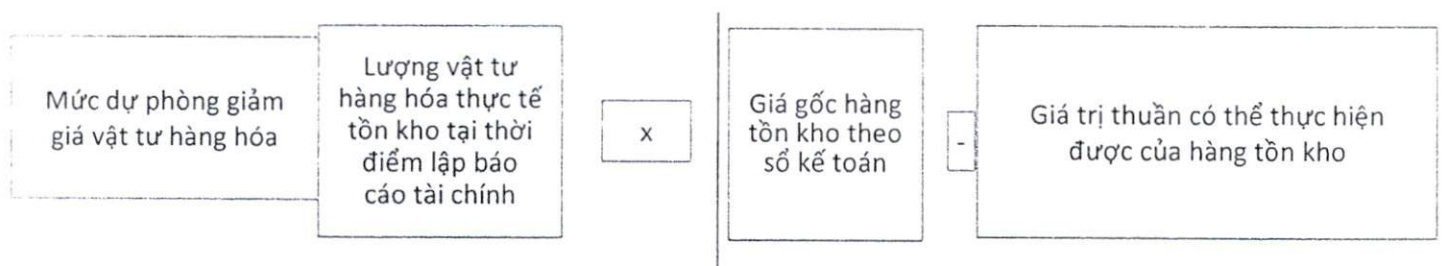 Mức dự phòng giảm
giá vật tư hàng hóa
Lượng vật tư
hàng hóa thực tế
tồn kho tại thời
điểm lập báo
cáo tài chính
x
Giá gốc hàng
tồn kho theo
sổ kế toán
-
Giá trị thuần có thể thực hiện
được của hàng tồn kho